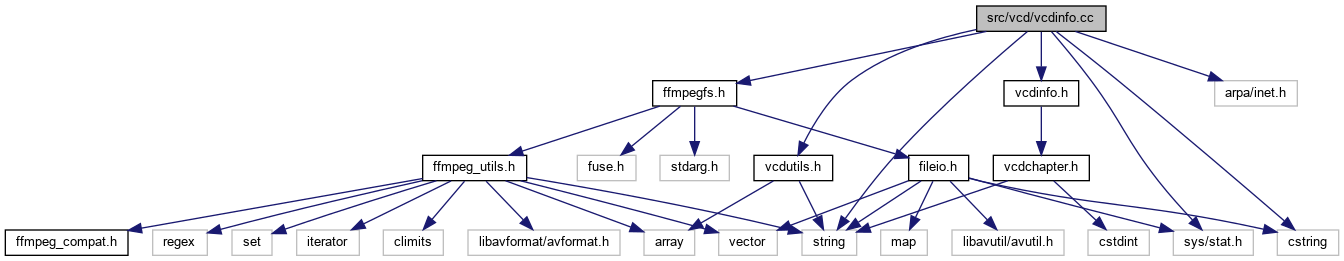 src/vcd/vcdinfo.cc
ffmpegfs.h
vcdinfo.h
arpa/inet.h
ffmpeg_utils.h
fuse.h
stdarg.h
vcdutils.h
fileio.h
vcdchapter.h
ffmpeg_compat.h
regex
set
iterator
climits
libavformat/avformat.h
array
vector
string
map
libavutil/avutil.h
cstdint
sys/stat.h
cstring